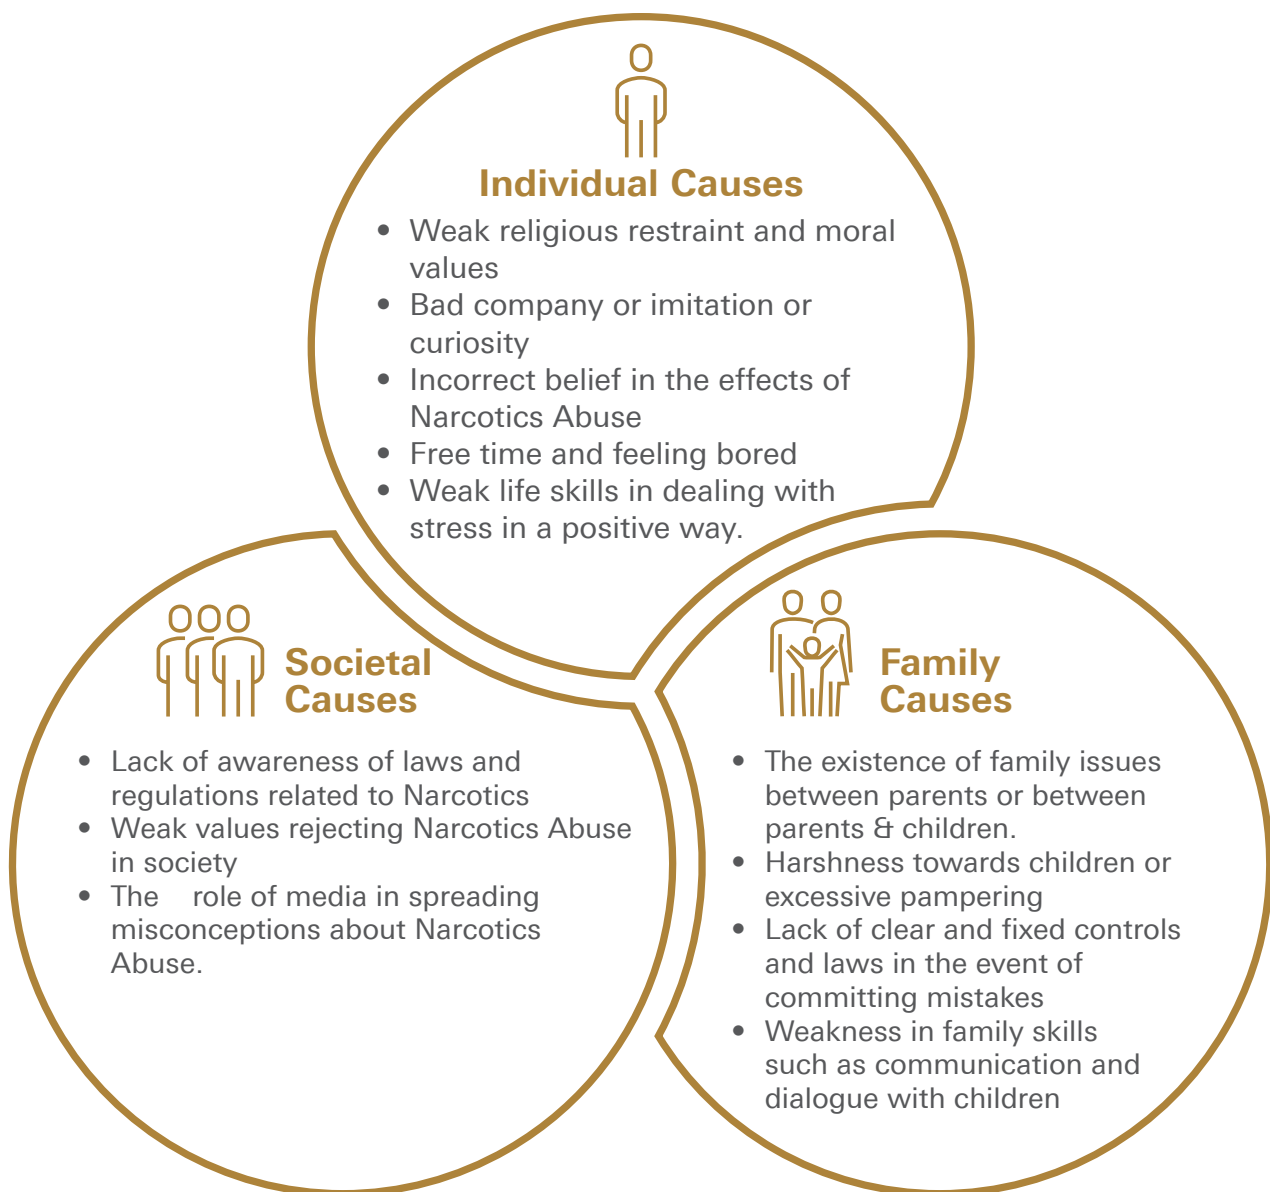 Individual Causes
• Weak religious restraint and moral
values
• Bad company or imitation or
curiosity
• Incorrect belief in the effects of
Narcotics Abuse
• Free time and feeling bored
• Weak life skills in dealing with
stress in a positive way.
Societal
Causes
• Lack of awareness of laws and
regulations related to Narcotics
• Weak values rejecting Narcotics Abuse
in society
• The role of media in spreading
misconceptions about Narcotics
Abuse.
Family
Causes
• The existence of family issues
between parents or between
parents & children.
• Harshness towards children or
excessive pampering
• Lack of clear and fixed controls
and laws in the event of
committing mistakes
• Weakness in family skills
such as communication and
dialogue with children